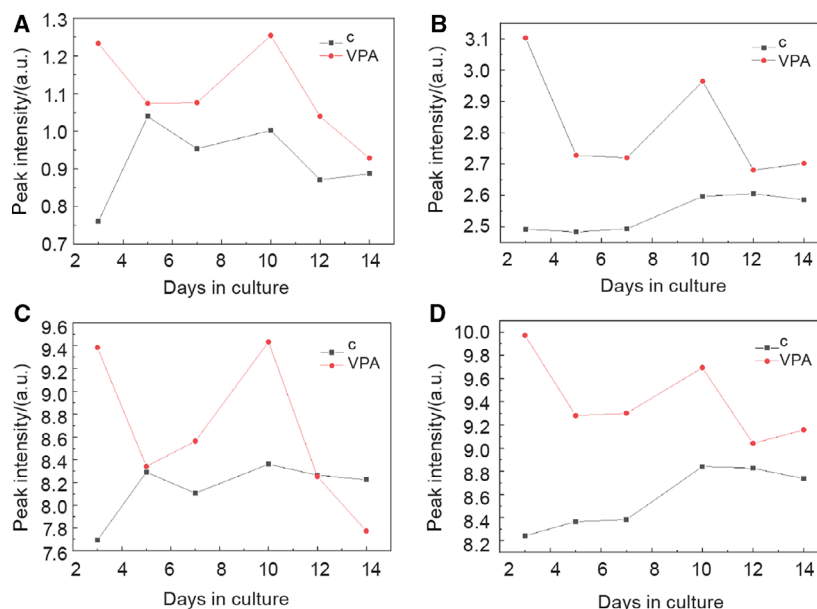 A
Peak intensity/(a.u.)
1.3
1.2
1.1
1.0
0.9
0.8
0.7
c
VPA
2 4 6 8 10 12 14
Days in culture
B
Peak intensity/(a.u.)
3.1
3.0
2.9
2.8
2.7
2.6
2.5
c
VPA
2 4 6 8 10 12 14
Days in culture
C
Peak intensity/(a.u.)
9.6
9.4
9.2
9.0
8.8
8.6
8.4
8.2
8.0
7.8
7.6
c
VPA
2 4 6 8 10 12 14
Days in culture
D
Peak intensity/(a.u.)
10.0
9.8
9.6
9.4
9.2
9.0
8.8
8.6
8.4
8.2
c
VPA
2 4 6 8 10 12 14
Days in culture